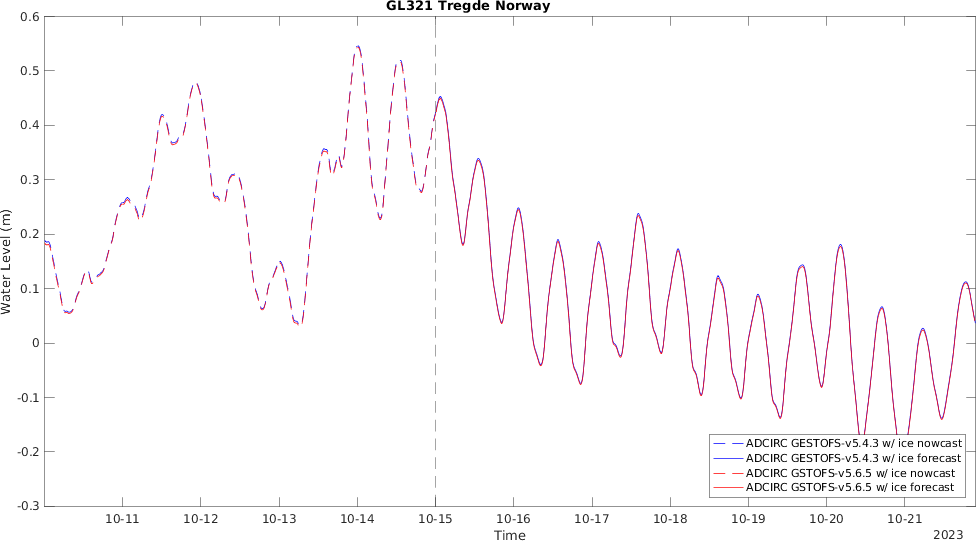 GL321 Tregde Norway
0.6
0.5
0.4
0.3
0.2
0.1
0
-0.1
-0.2
-0.3
Water Level (m)
ADCIRC GESTOFS-v5.4.3 w/ ice nowcast
ADCIRC GESTOFS-v5.4.3 w/ ice forecast
ADCIRC GSTOFS-v5.6.5 w/ ice nowcast
ADCIRC GSTOFS-v5.6.5 w/ ice forecast
10-11 10-12 10-13 10-14 10-15 10-16 10-17 10-18 10-19 10-20 10-21
Time
2023